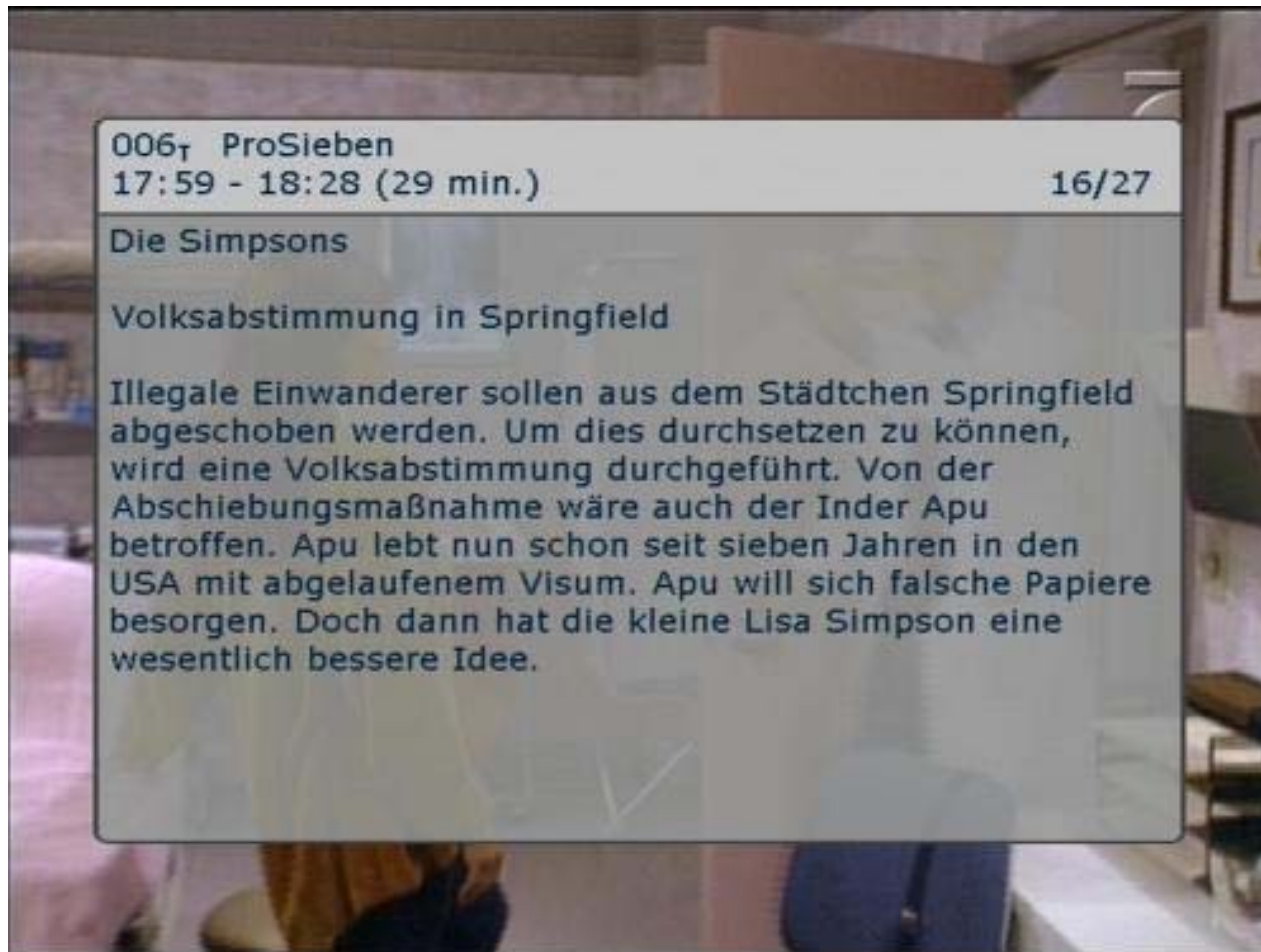 006T ProSieben
17:59 - 18:28 (29 min.)
16/27
Die Simpsons
Volksabstimmung in Springfield
Illegale Einwanderer sollen aus dem Städtchen Springfield
abgeschoben werden. Um dies durchsetzen zu können,
wird eine Volksabstimmung durchgeführt. Von der
Abschiebungsmaßnahme wäre auch der Inder Apu
betroffen. Apu lebt nun schon seit sieben Jahren in den
USA mit abgelaufenem Visum. Apu will sich falsche Papiere
besorgen. Doch dann hat die kleine Lisa Simpson eine
wesentlich bessere Idee.